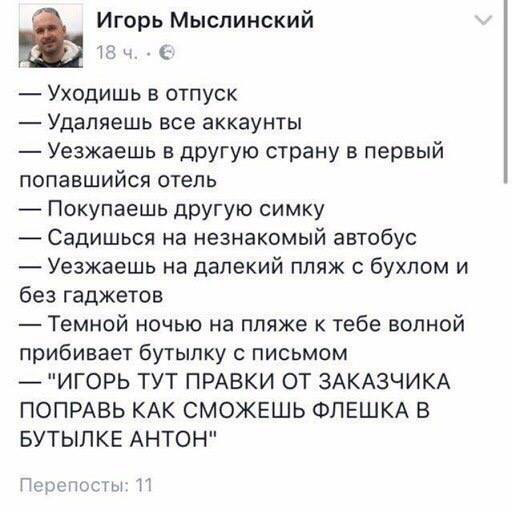 Игорь Мыслинский
18 ч. ·
— Уходишь в отпуск
— Удаляешь все аккаунты
— Уезжаешь в другую страну в первый
попавшийся отель
— Покупаешь другую симку
— Садишься на незнакомый автобус
— Уезжаешь на далекий пляж с бухлом и
без гаджетов
— Темной ночью на пляже к тебе волной
прибивает бутылку с письмом
— "ИГОРЬ ТУТ ПРАВКИ ОТ ЗАКАЗЧИКА
ПОПРАВЬ КАК СМОЖЕШЬ ФЛЕШКА В
БУТЫЛКЕ АНТОН"
Перепосты: 11